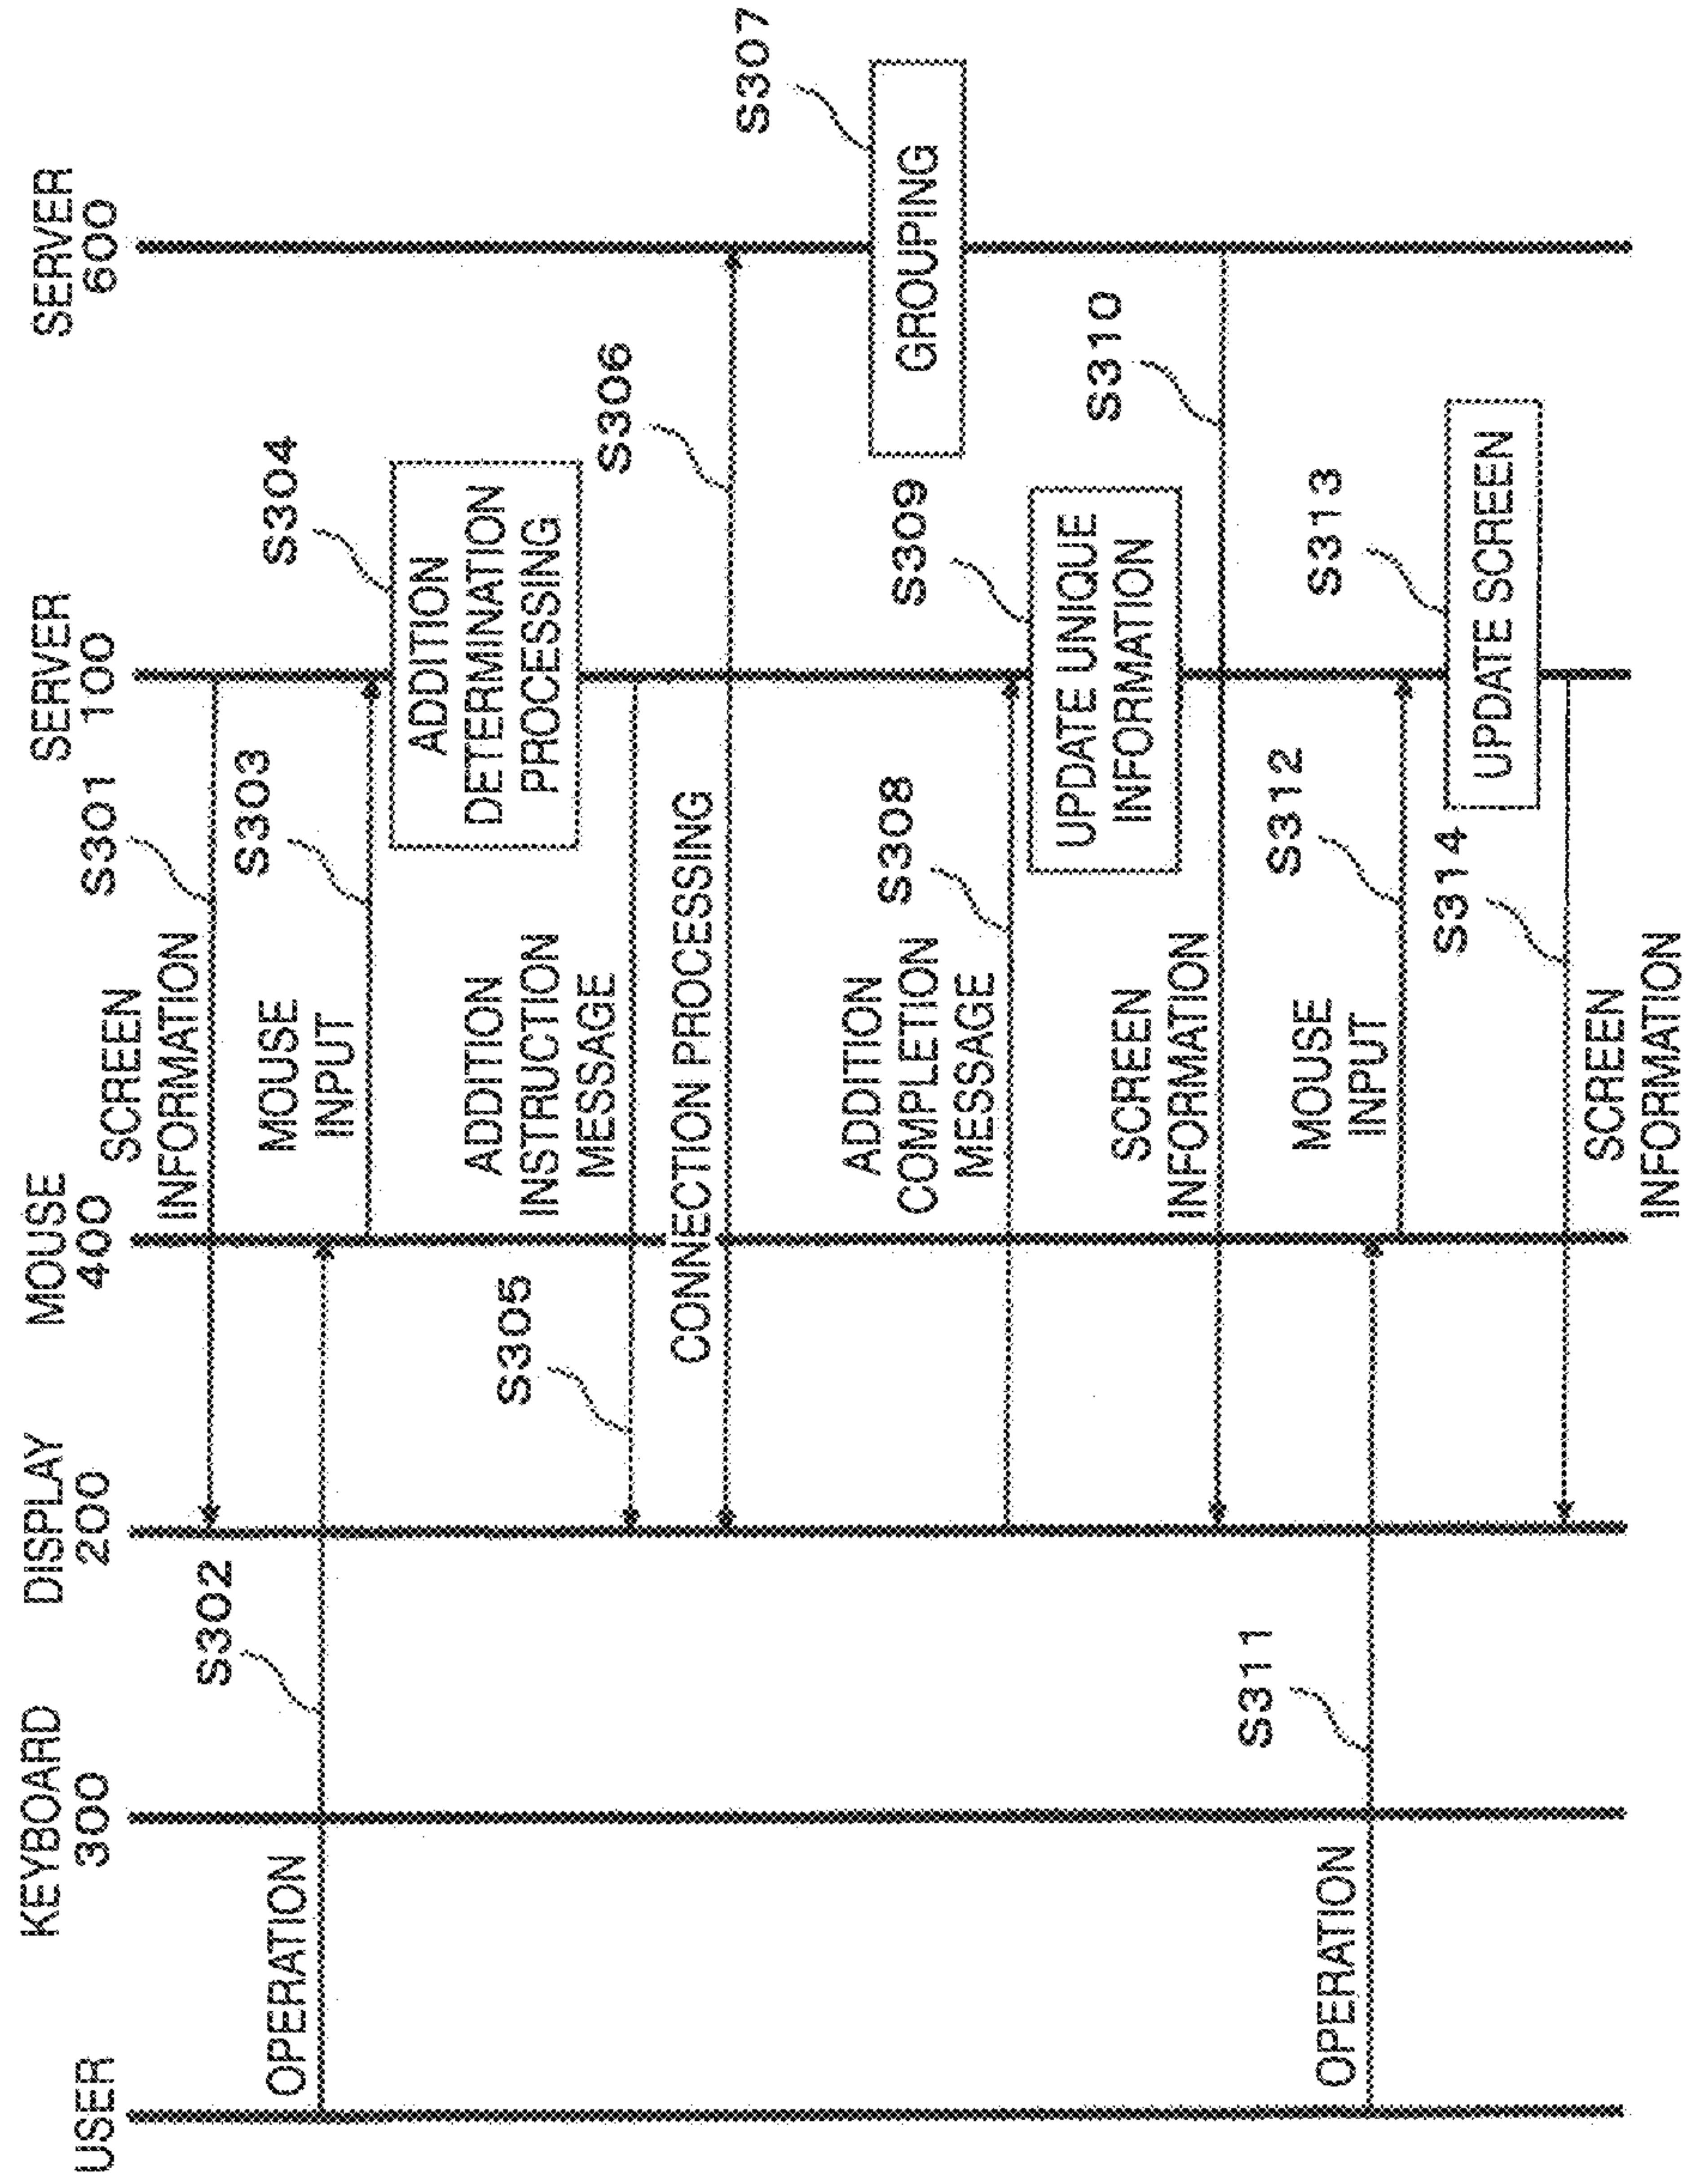 USER
KEYBOARD
300
DISPLAY
200
MOUSE
400
SERVER
100
SERVER
600
SCREEN
INFORMATION
S301
OPERATION
S302
MOUSE
INPUT
S303
ADDITION
DETERMINATION
PROCESSING
S304
ADDITION
INSTRUCTION
MESSAGE
S305
CONNECTION PROCESSING
S306
GROUPING
S307
ADDITION
COMPLETION
MESSAGE
S308
UPDATE UNIQUE
INFORMATION
S309
SCREEN
INFORMATION
S310
OPERATION
S311
MOUSE
INPUT
S312
UPDATE SCREEN
S313
S314
SCREEN
INFORMATION